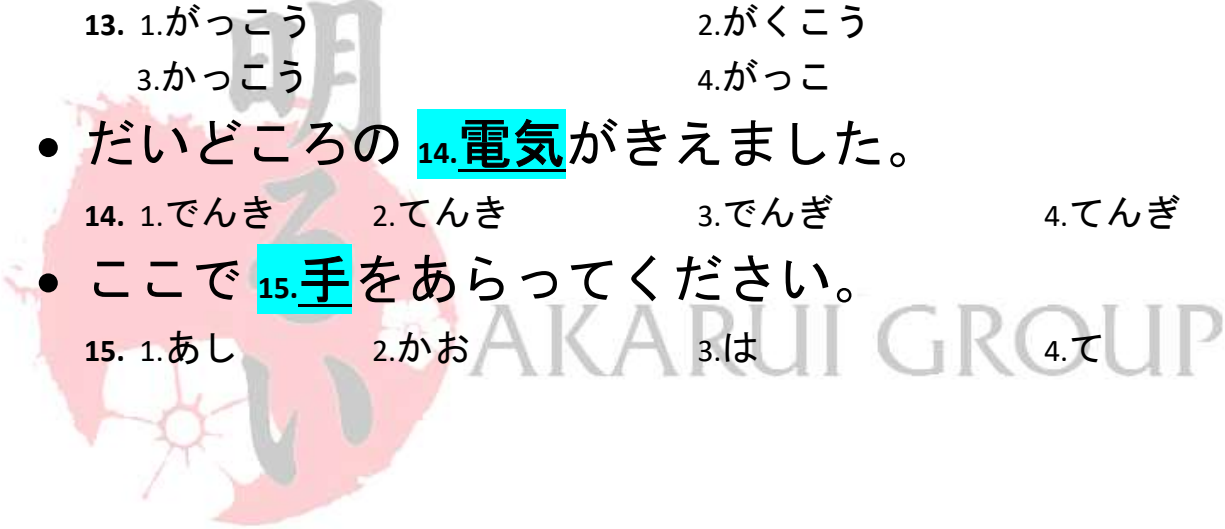 13. 1.がっこう 2.がくこう
3.かっこう 4.がっこ
• だいどころの 14.電気がきえました。
14. 1.でんき 2.てんき 3.でんぎ 4.てんぎ
• ここで 15.手をあらってください。
15. 1.あし 2.かお 3.は 4.て
明るい
AKARUI GROUP